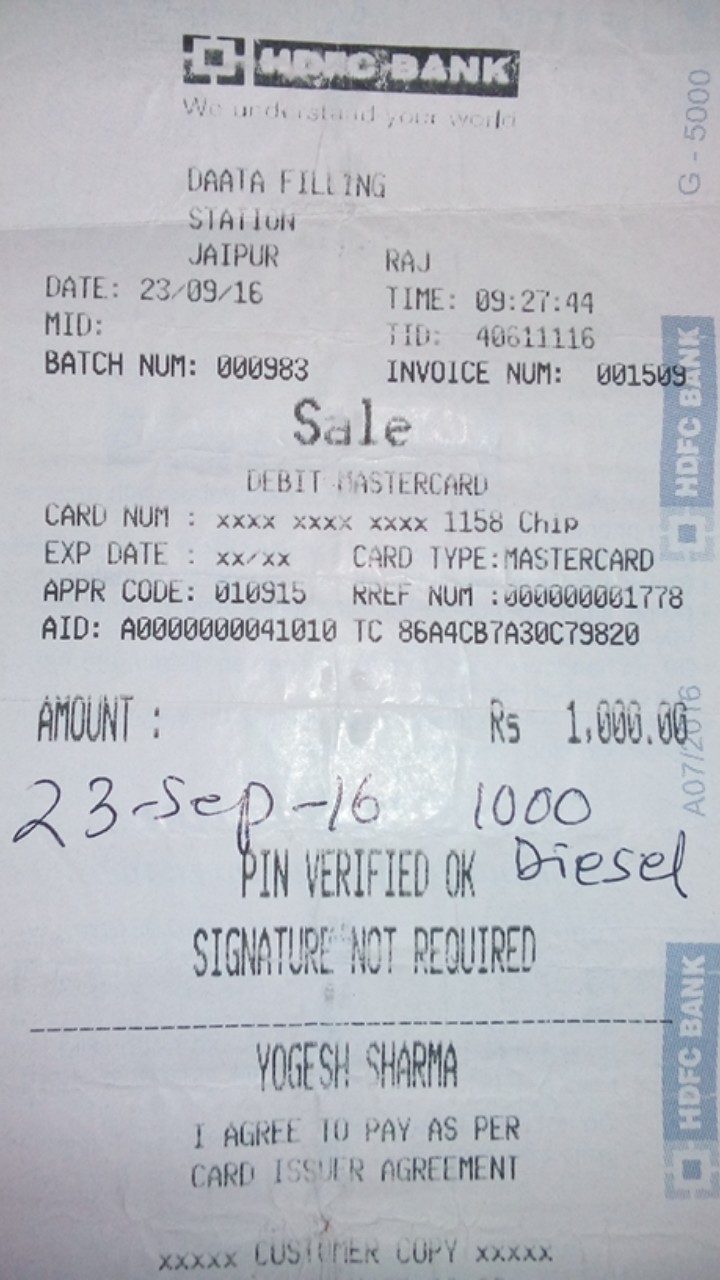 HDFC BANK
We understand your world
DAATA FILLING
STATION
JAIPUR RAJ
DATE: 23/09/16 TIME: 09:27:44
MID: TID: 40611116
BATCH NUM: 000983 INVOICE NUM: 001509
Sale
DEBIT MASTERCARD
CARD NUM : xxxx xxxx xxxx 1158 Chip
EXP DATE : xx/xx CARD TYPE:MASTERCARD
APPR CODE: 010915 RREF NUM :000000001778
AID: A0000000041010 TC 86A4CB7A30C79820
AMOUNT : Rs 1,000.00
23-Sep-16 1000
Diesel
PIN VERIFIED OK
SIGNATURE NOT REQUIRED
YOGESH SHARMA
I AGREE TO PAY AS PER
CARD ISSUER AGREEMENT
xxxxx CUSTOMER COPY xxxxx
G - 5000
HDFC BANK
A07/2016
HDFC BANK